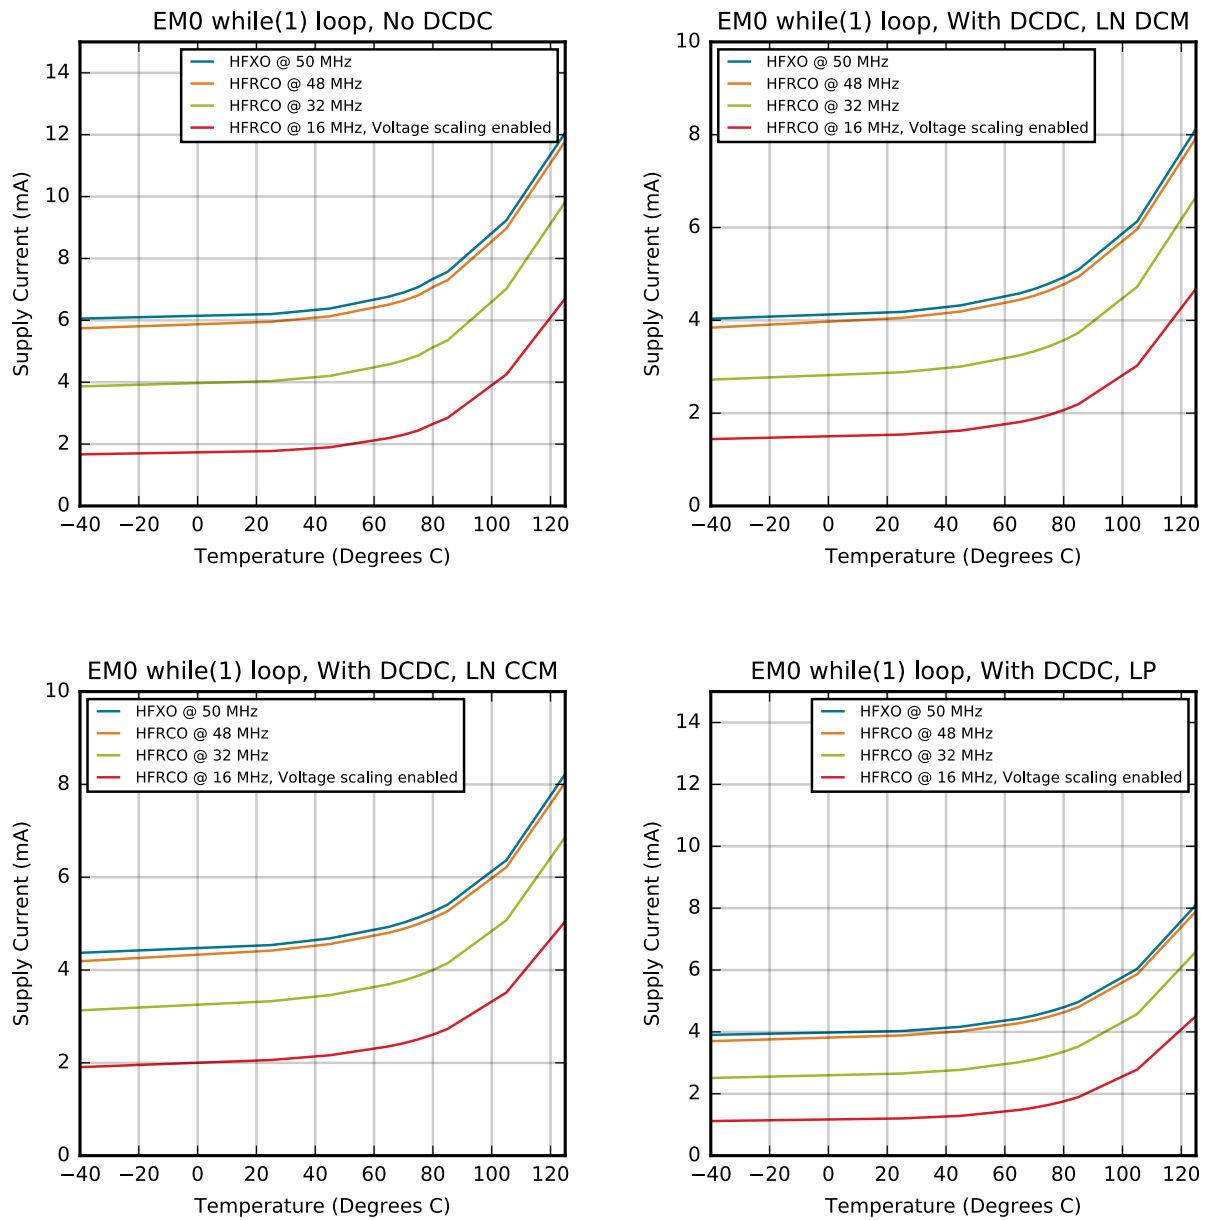 EM0 while(1) loop, No DCDC
HFXO @ 50 MHz
HFRCO @ 48 MHz
HFRCO @ 32 MHz
HFRCO @ 16 MHz, Voltage scaling enabled
14
12
10
8
6
4
2
0
Supply Current (mA)
−40 −20 0 20 40 60 80 100 120
Temperature (Degrees C)
EM0 while(1) loop, With DCDC, LN DCM
HFXO @ 50 MHz
HFRCO @ 48 MHz
HFRCO @ 32 MHz
HFRCO @ 16 MHz, Voltage scaling enabled
10
8
6
4
2
0
Supply Current (mA)
−40 −20 0 20 40 60 80 100 120
Temperature (Degrees C)
EM0 while(1) loop, With DCDC, LN CCM
HFXO @ 50 MHz
HFRCO @ 48 MHz
HFRCO @ 32 MHz
HFRCO @ 16 MHz, Voltage scaling enabled
10
8
6
4
2
0
Supply Current (mA)
−40 −20 0 20 40 60 80 100 120
Temperature (Degrees C)
EM0 while(1) loop, With DCDC, LP
HFXO @ 50 MHz
HFRCO @ 48 MHz
HFRCO @ 32 MHz
HFRCO @ 16 MHz, Voltage scaling enabled
14
12
10
8
6
4
2
0
Supply Current (mA)
−40 −20 0 20 40 60 80 100 120
Temperature (Degrees C)